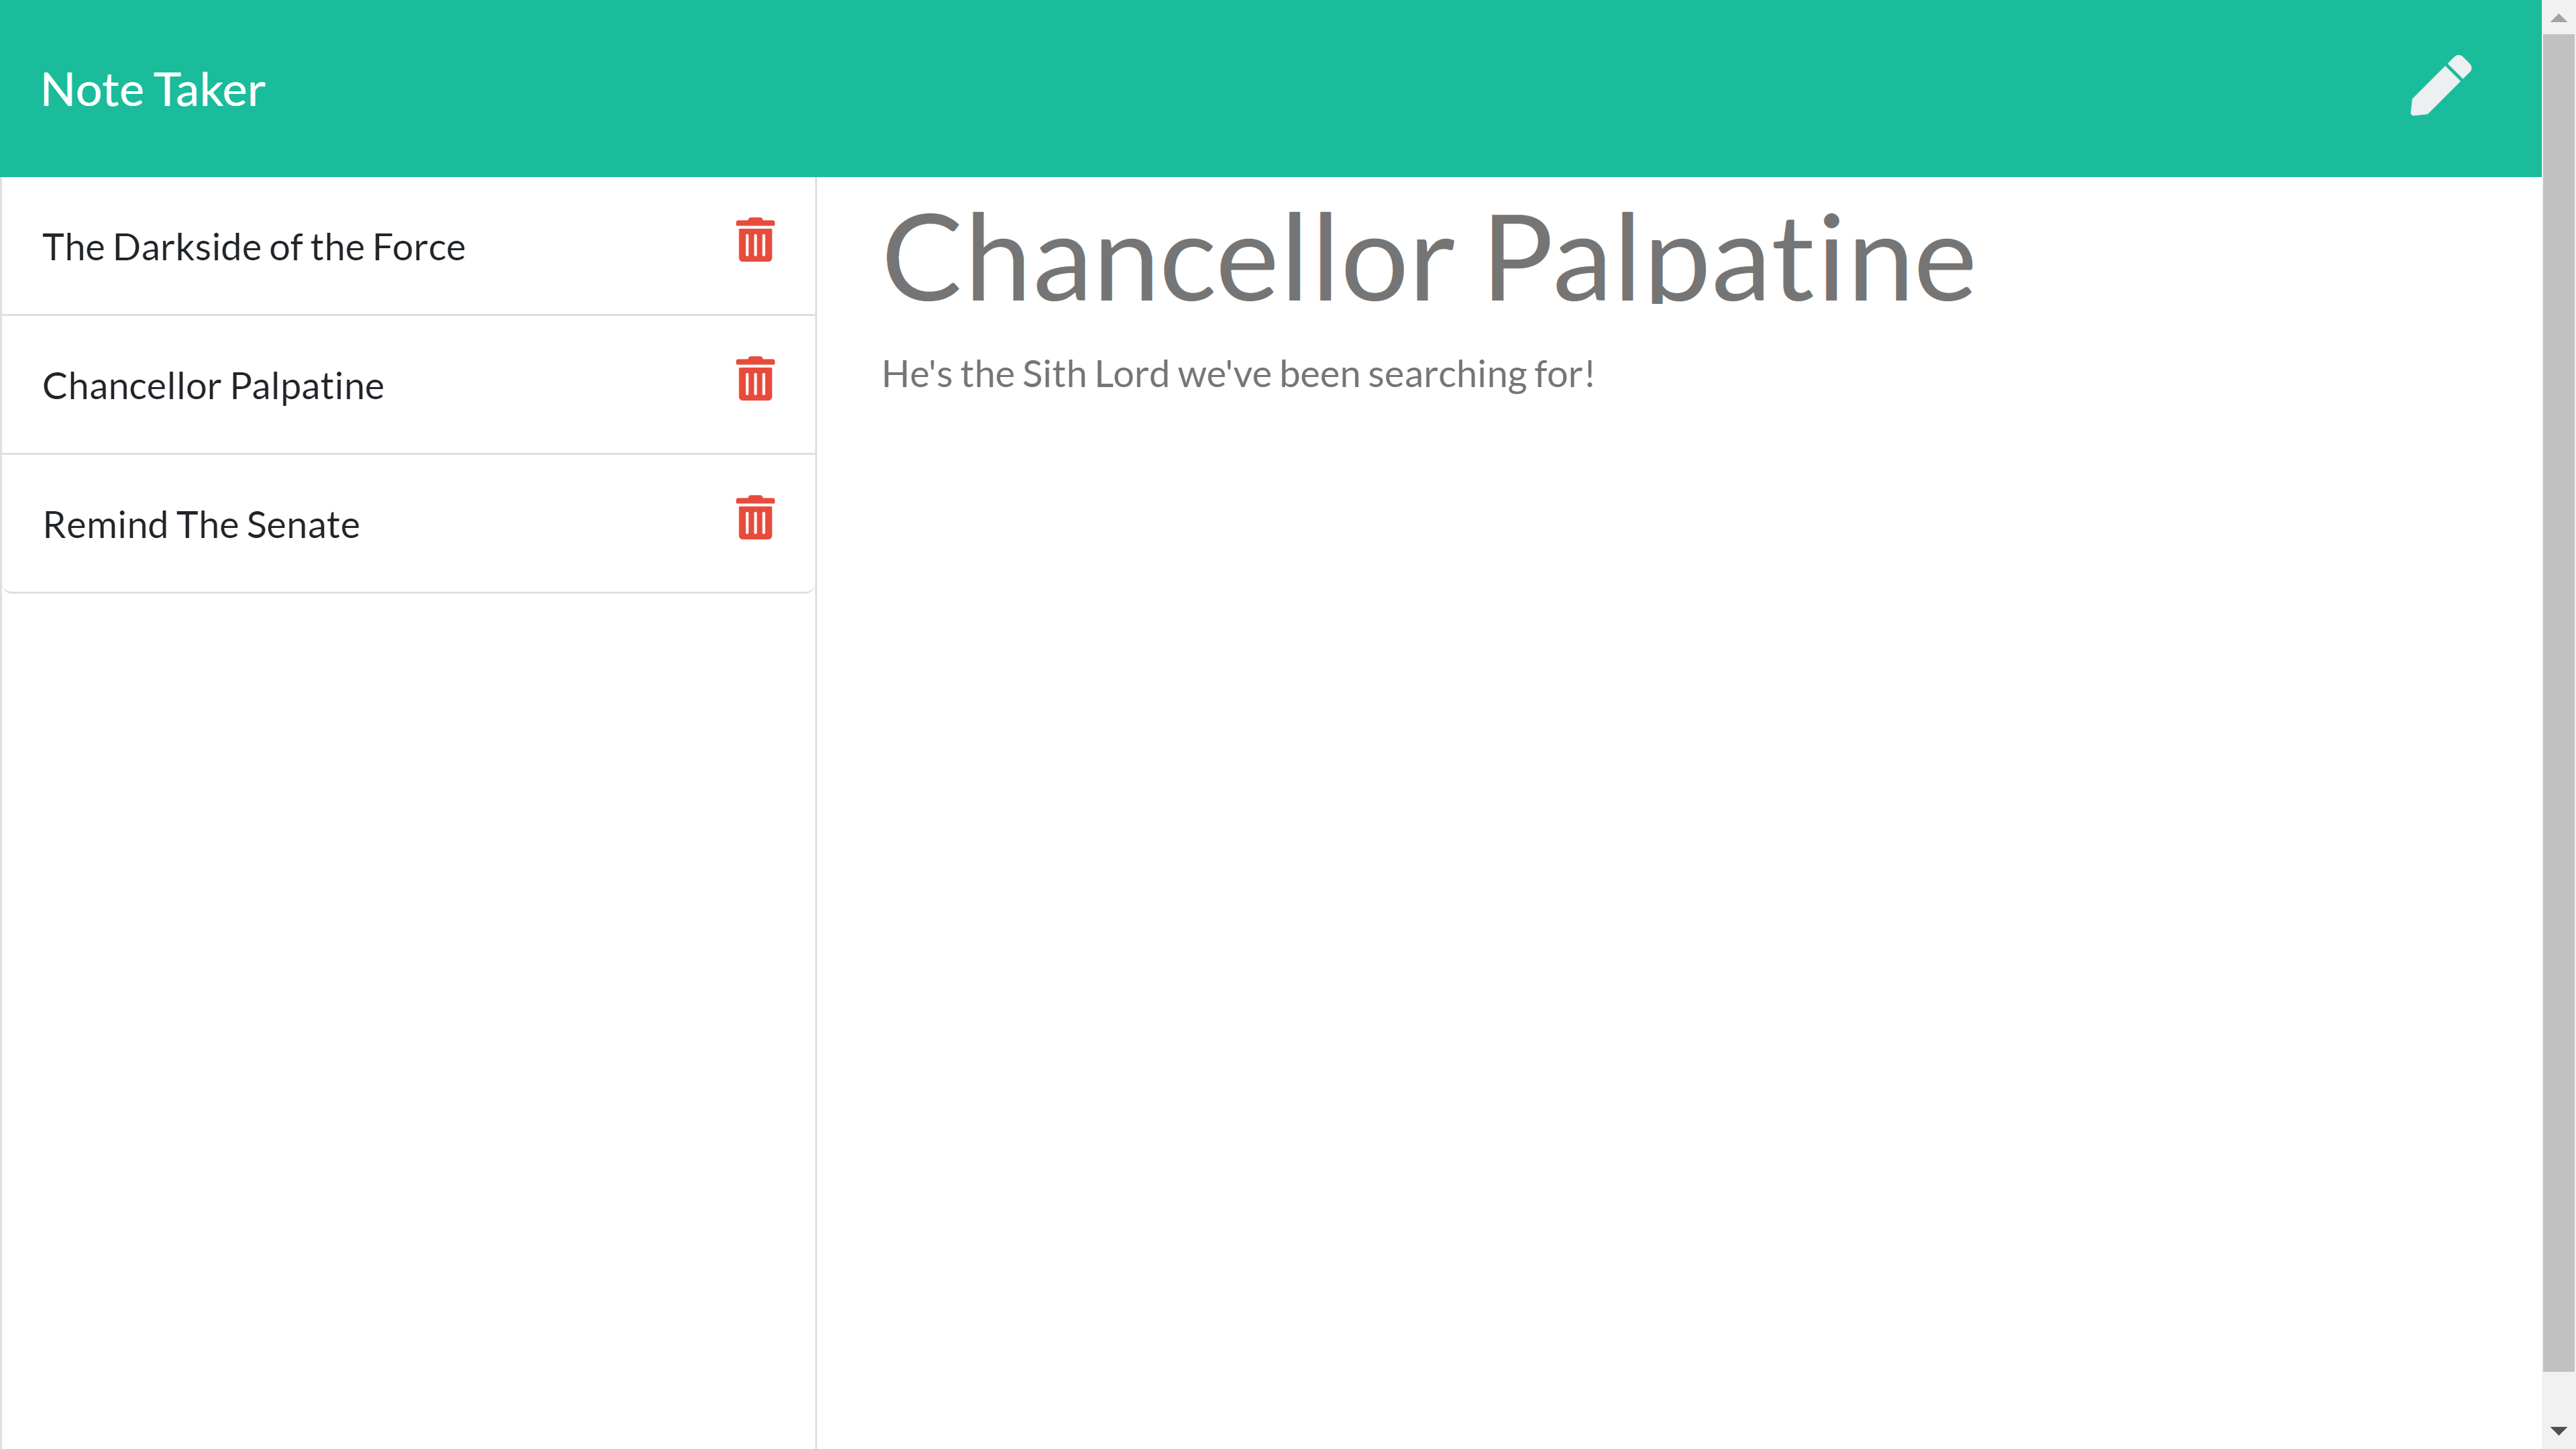 Note Taker
The Darkside of the Force
Chancellor Palpatine
Remind The Senate
Chancellor Palpatine
He's the Sith Lord we've been searching for!